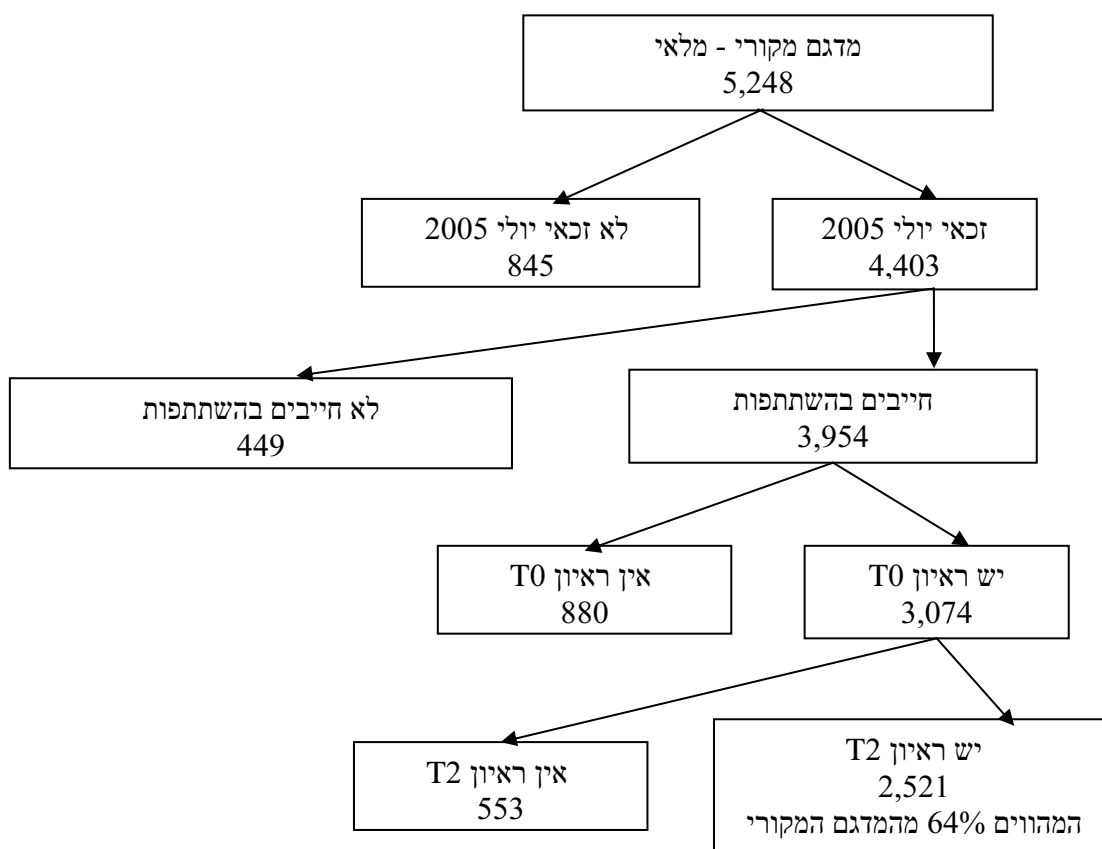 מדגם מקורי - מלאי
5,248
זכאי יולי 2005
4,403
לא זכאי יולי 2005
845
חייבים בהשתתפות
3,954
לא חייבים בהשתתפות
449
יש ראיון T0
3,074
אין ראיון T0
880
יש ראיון T2
2,521
המהווים 64% מהמדגם המקורי
אין ראיון T2
553